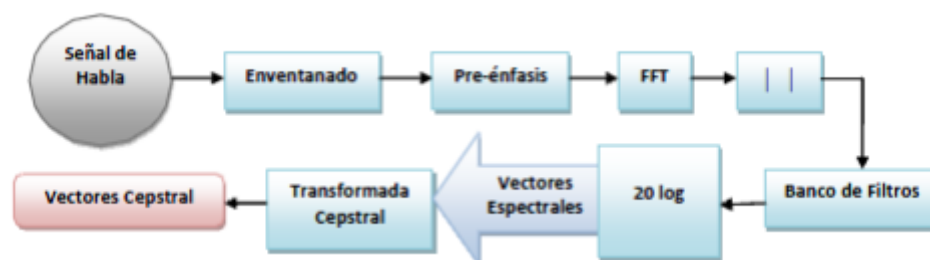 Señal de
Habla
Enventanado
Pre-énfasis
FFT
| |
Banco de Filtros
20 log
Vectores
Espectrales
Transformada
Cepstral
Vectores Cepstral